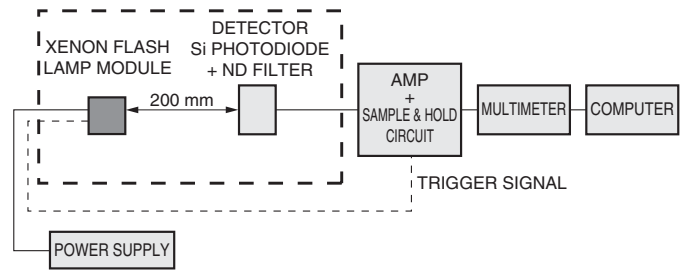 XENON FLASH
LAMP MODULE
DETECTOR
Si PHOTODIODE
+ ND FILTER
200 mm
AMP
+
SAMPLE & HOLD
CIRCUIT
MULTIMETER
COMPUTER
TRIGGER SIGNAL
POWER SUPPLY